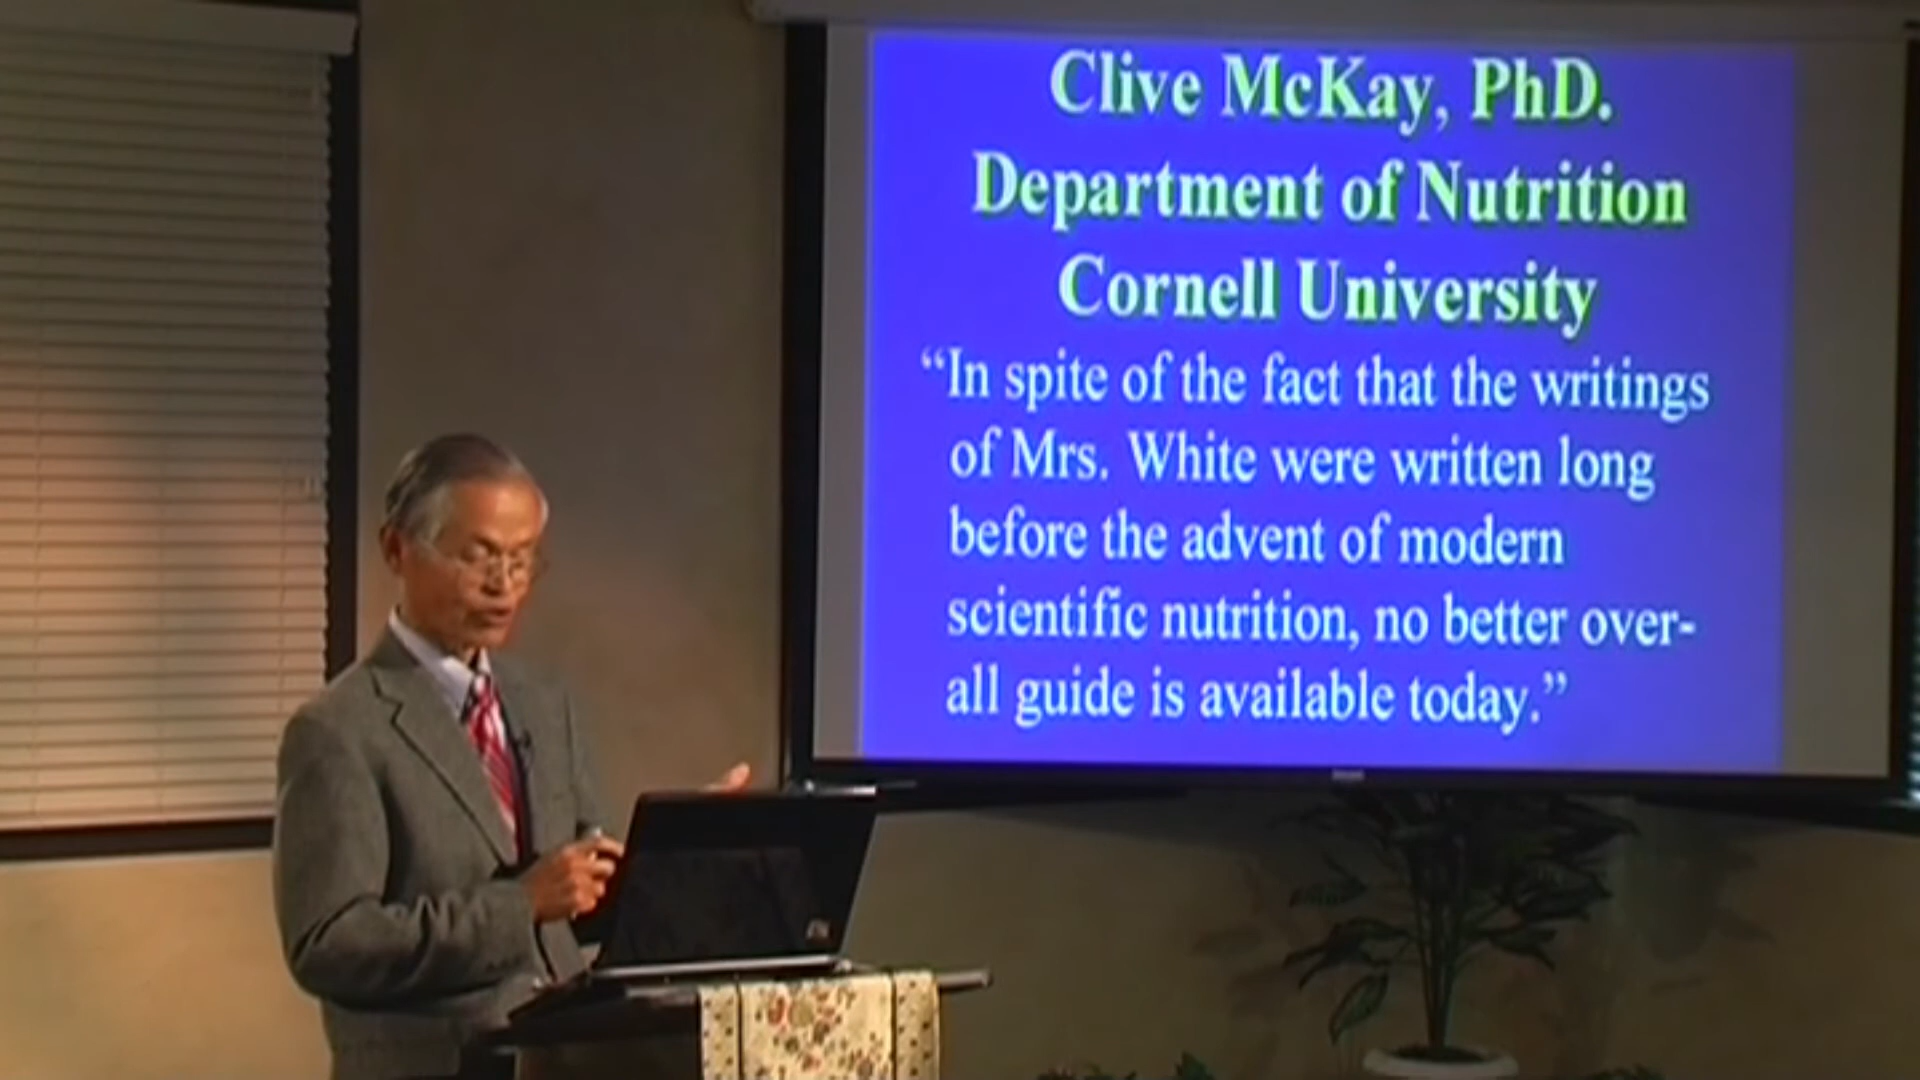 Clive McKay, PhD.
Department of Nutrition
Cornell University
“In spite of the fact that the writings
of Mrs. White were written long
before the advent of modern
scientific nutrition, no better over-
all guide is available today.”